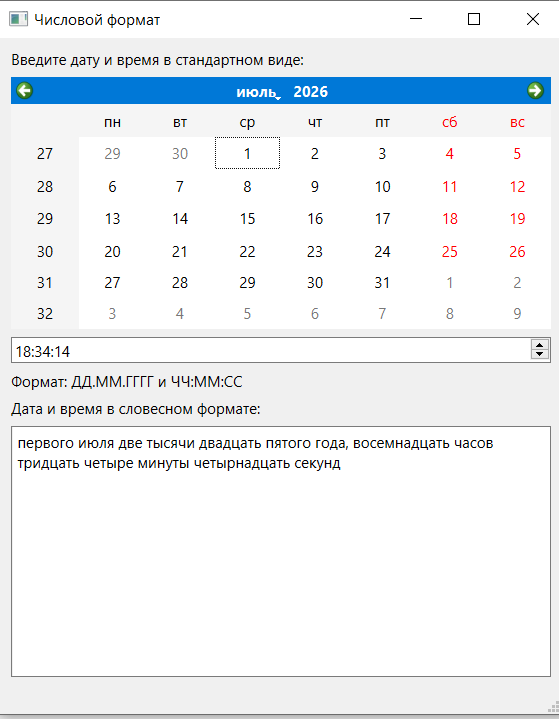 Числовой формат
Введите дату и время в стандартном виде:
июль 2026
пн вт ср чт пт сб вс
27 29 30 1 2 3 4 5
28 6 7 8 9 10 11 12
29 13 14 15 16 17 18 19
30 20 21 22 23 24 25 26
31 27 28 29 30 31 1 2
32 3 4 5 6 7 8 9
18:34:14
Формат: ДД.ММ.ГГГГ и ЧЧ:ММ:СС
Дата и время в словесном формате:
первого июля две тысячи двадцать пятого года, восемнадцать часов
тридцать четыре минуты четырнадцать секунд